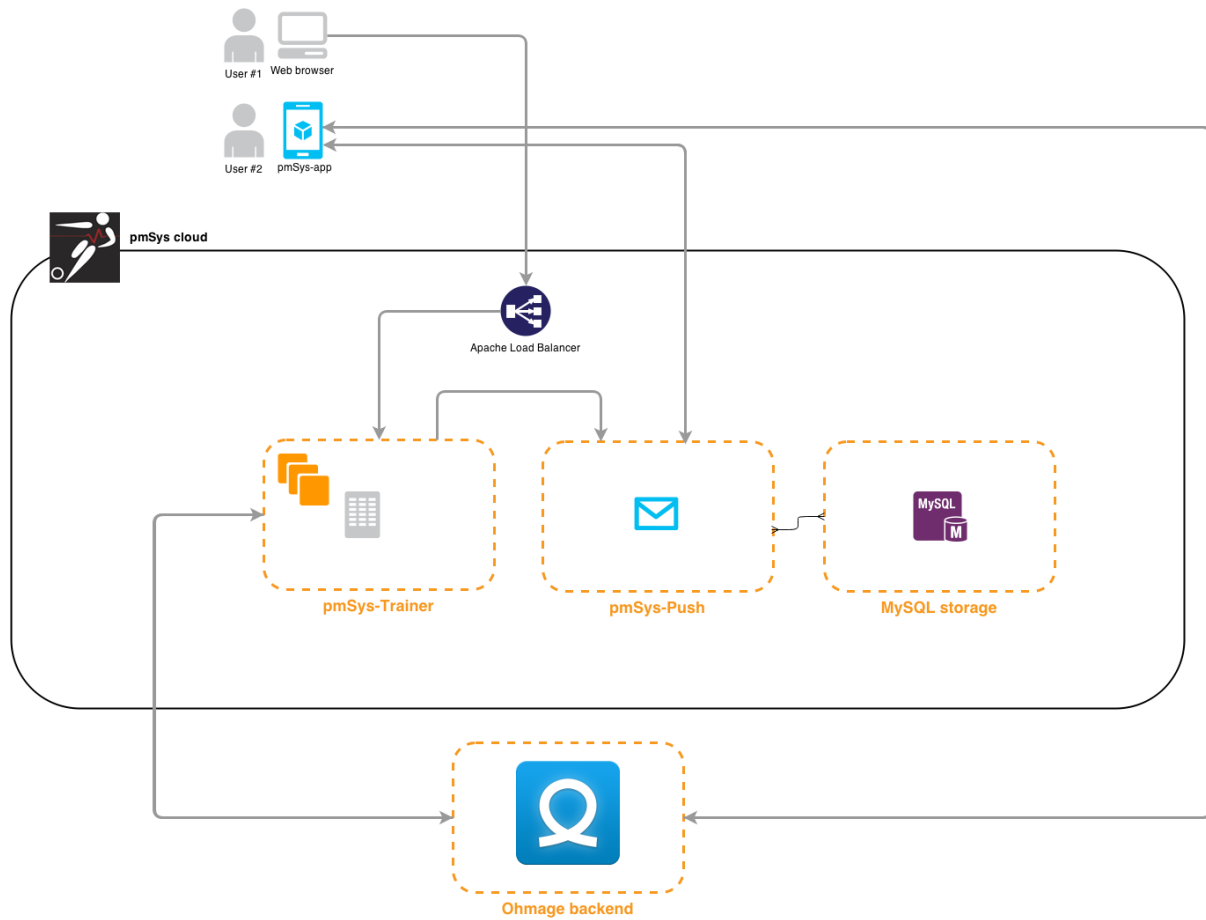 User #1
Web browser
User #2
pmSys-app
pmSys cloud
Apache Load Balancer
MySQL
M
pmSys-Trainer
pmSys-Push
MySQL storage
Ohmage backend